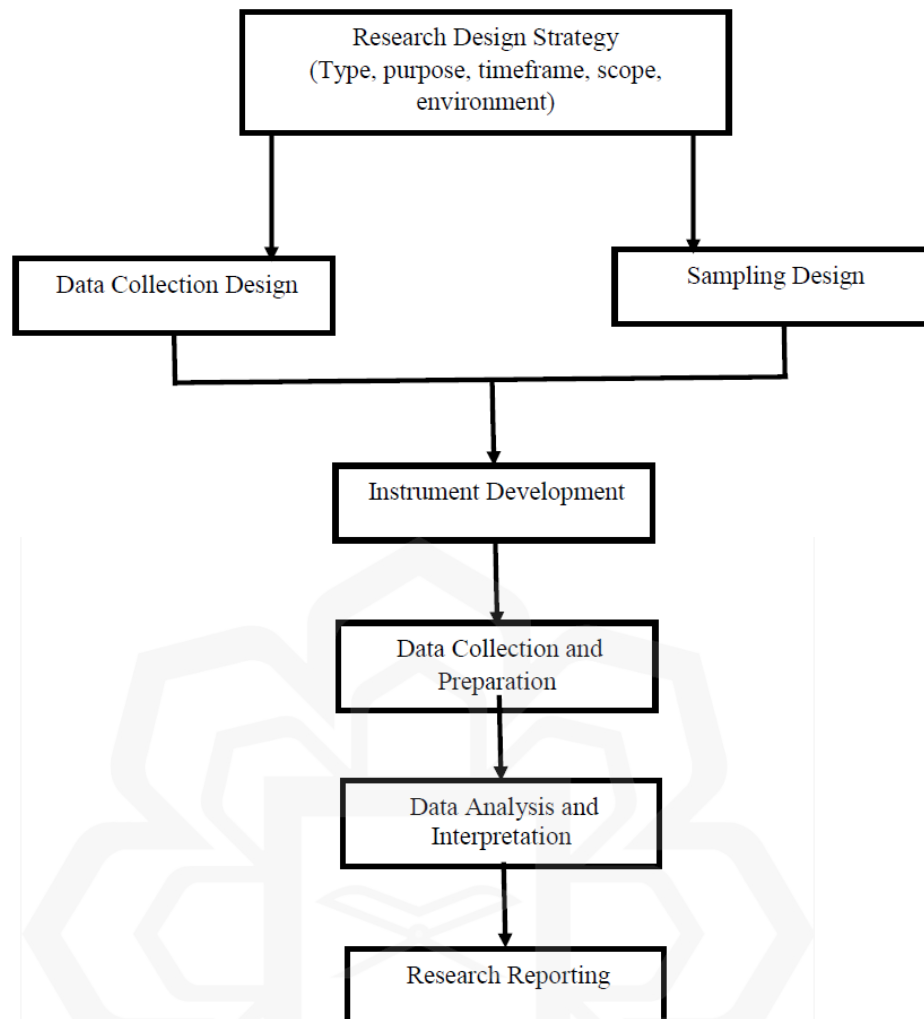 Research Design Strategy
(Type, purpose, timeframe, scope,
environment)
Data Collection Design
Sampling Design
Instrument Development
Data Collection and
Preparation
Data Analysis and
Interpretation
Research Reporting